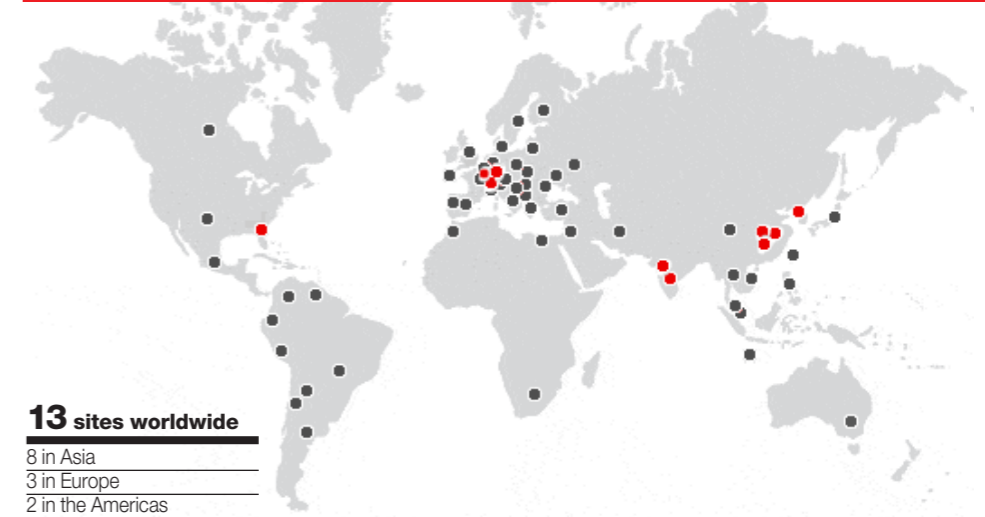 13 sites worldwide
8 in Asia
3 in Europe
2 in the Americas